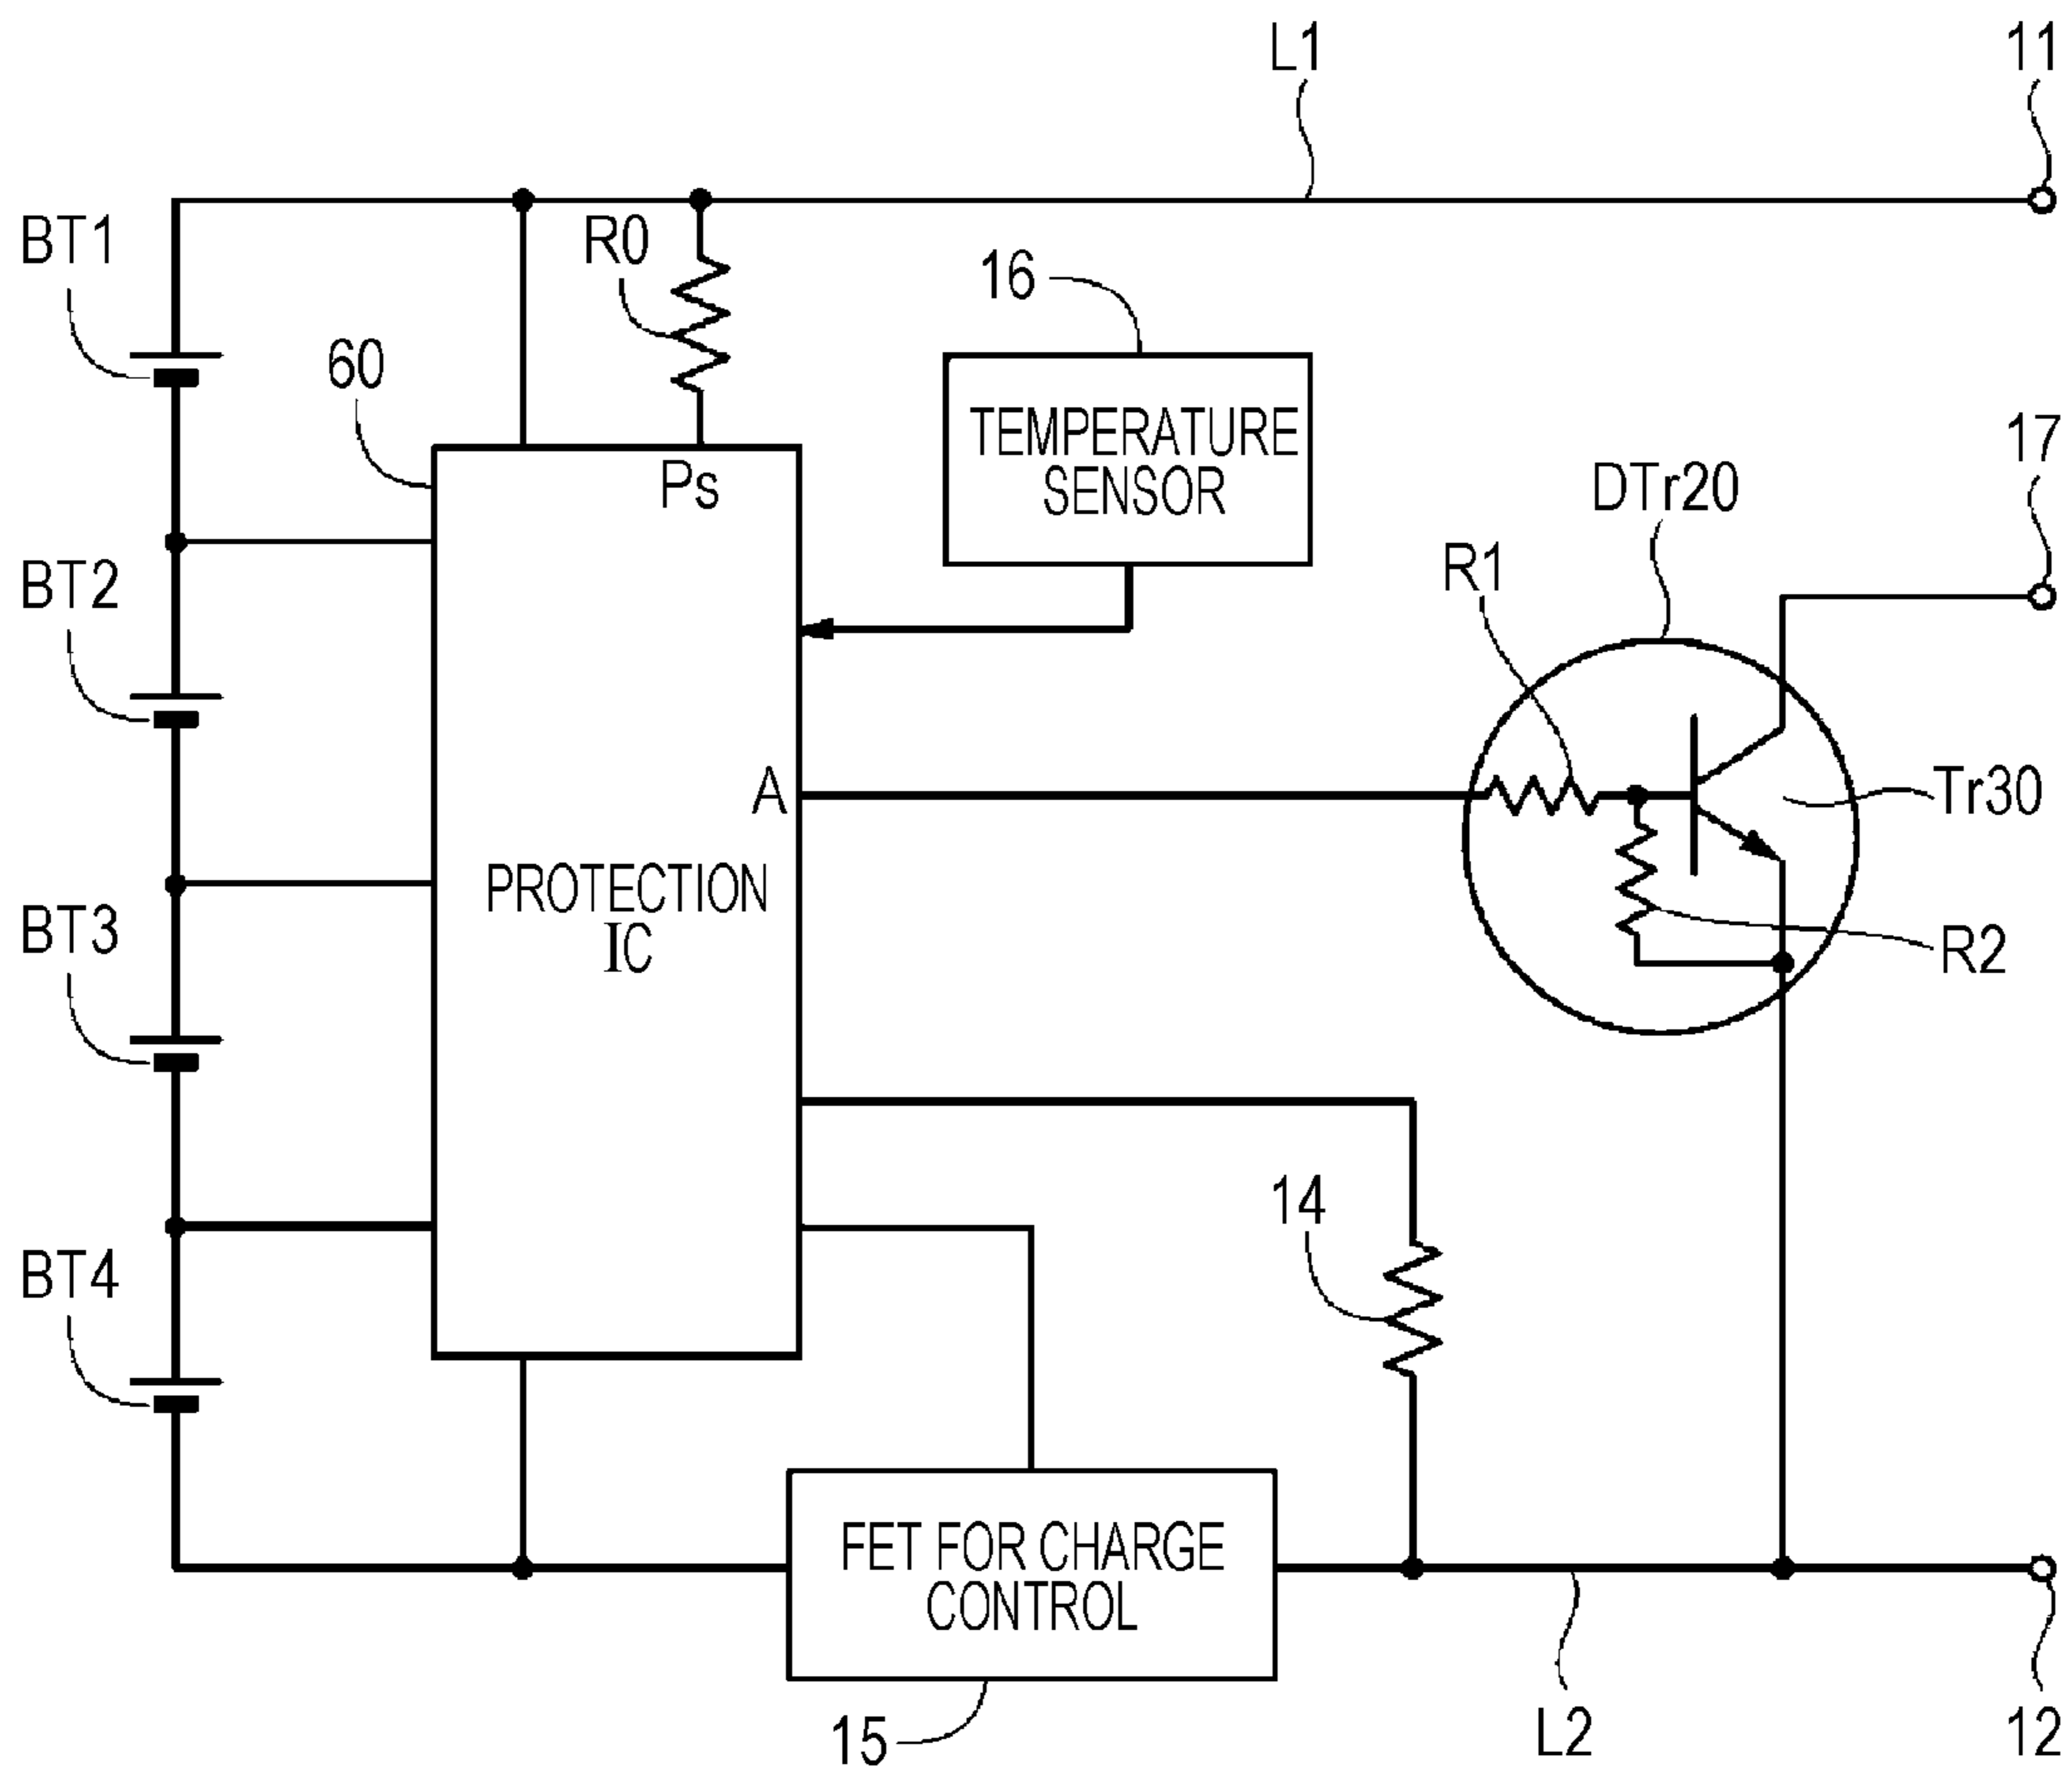 L1
11
BT1
R0
16
60
TEMPERATURE
SENSOR
17
Ps
DTr20
R1
BT2
A
Tr30
PROTECTION
IC
BT3
R2
14
BT4
FET FOR CHARGE
CONTROL
15
L2
12